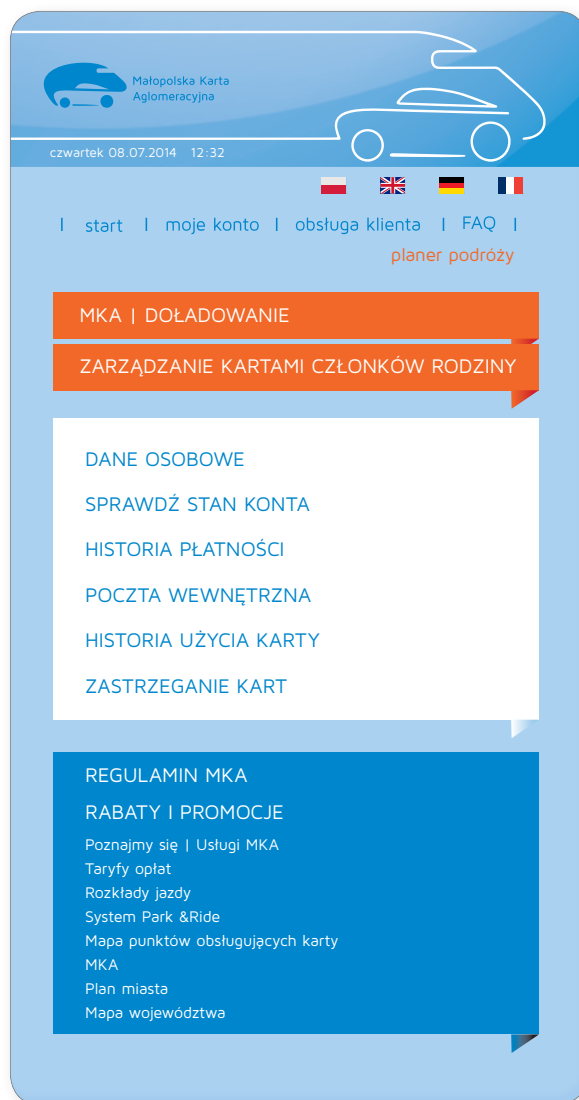 Małopolska Karta
Aglomeracyjna
czwartek 08.07.2014 12:32
| start | moje konto | obsługa klienta | FAQ |
planer podróży
MKA | DOŁADOWANIE
ZARZĄDZANIE KARTAMI CZŁONKÓW RODZINY
DANE OSOBOWE
SPRAWDŹ STAN KONTA
HISTORIA PŁATNOŚCI
POCZTA WEWNĘTRZNA
HISTORIA UŻYCIA KARTY
ZASTRZEGANIE KART
REGULAMIN MKA
RABATY I PROMOCJE
Poznajmy się | Usługi MKA
Taryfy opłat
Rozkłady jazdy
System Park &Ride
Mapa punktów obsługujących karty
MKA
Plan miasta
Mapa województwa